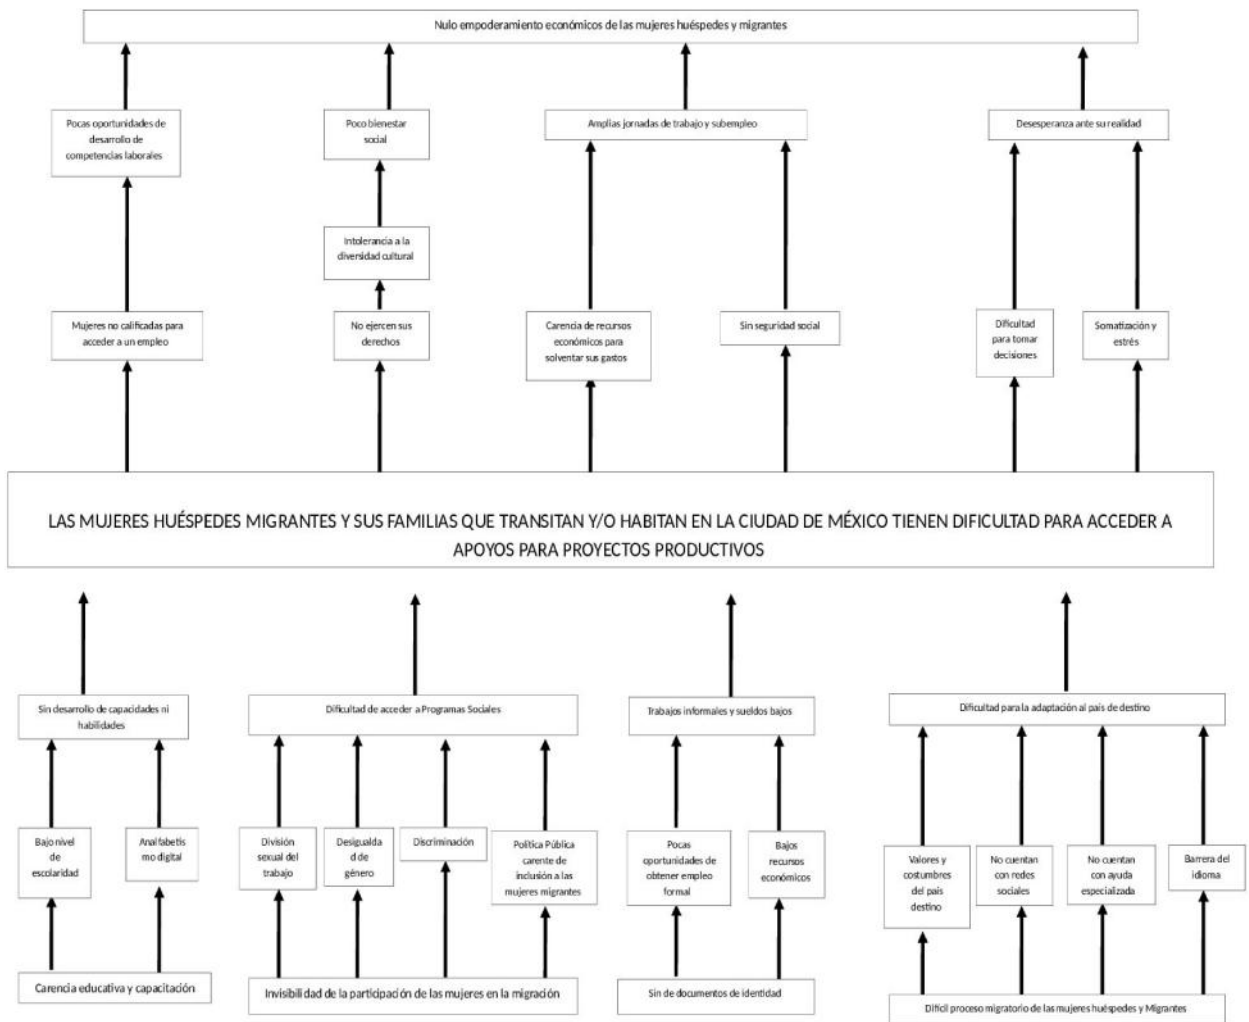 Nulo empoderamiento económicos de las mujeres huéspedes y migrantes
Pocas oportunidades de
desarrollo de
competencias laborales
Poco bienestar
social
Amplias jornadas de trabajo y subempleo
Desesperanza ante su realidad
Intolerancia a la
diversidad cultural
Mujeres no calificadas para
acceder a un empleo
No ejercen sus
derechos
Carencia de recursos
económicos para
solventar sus gastos
Sin seguridad social
Dificultad
para tomar
decisiones
Somatización y
estrés
LAS MUJERES HUÉSPEDES MIGRANTES Y SUS FAMILIAS QUE TRANSITAN Y/O HABITAN EN LA CIUDAD DE MÉXICO TIENEN DIFICULTAD PARA ACCEDER A
APOYOS PARA PROYECTOS PRODUCTIVOS
Sin desarrollo de capacidades ni
habilidades
Dificultad de acceder a Programas Sociales
Trabajos informales y sueldos bajos
Dificultad para la adaptación al país de destino
Bajo nivel
de
escolaridad
Analfabetis
mo digital
División
sexual del
trabajo
Desigualda
d de
género
Discriminación
Política Pública
carente de
inclusión a las
mujeres migrantes
Pocas
oportunidades de
obtener empleo
formal
Bajos
recursos
económicos
Valores y
costumbres
del país
destino
No cuentan
con redes
sociales
No cuentan
con ayuda
especializada
Barrera del
idioma
Carencia educativa y capacitación
Invisibilidad de la participación de las mujeres en la migración
Sin de documentos de identidad
Difícil proceso migratorio de las mujeres huéspedes y Migrantes